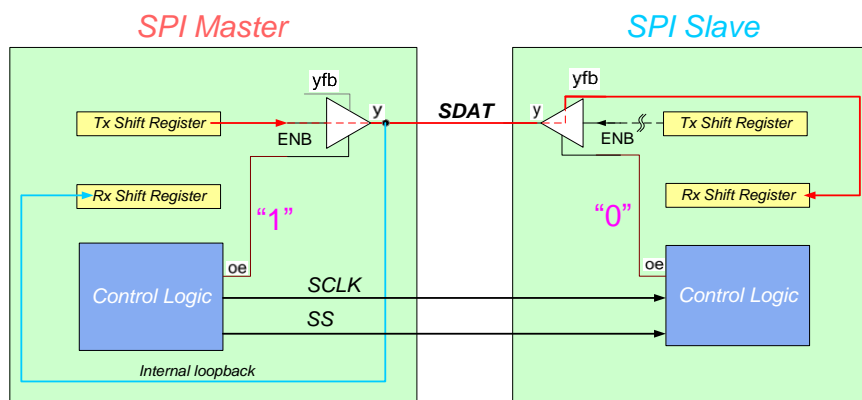 SPI Master
SPI Slave
yfb
yfb
y
SDAT
y
Tx Shift Register
ENB
ENB
Tx Shift Register
Rx Shift Register
Rx Shift Register
“1”
“0”
oe
oe
Control Logic
SCLK
Control Logic
SS
Internal loopback